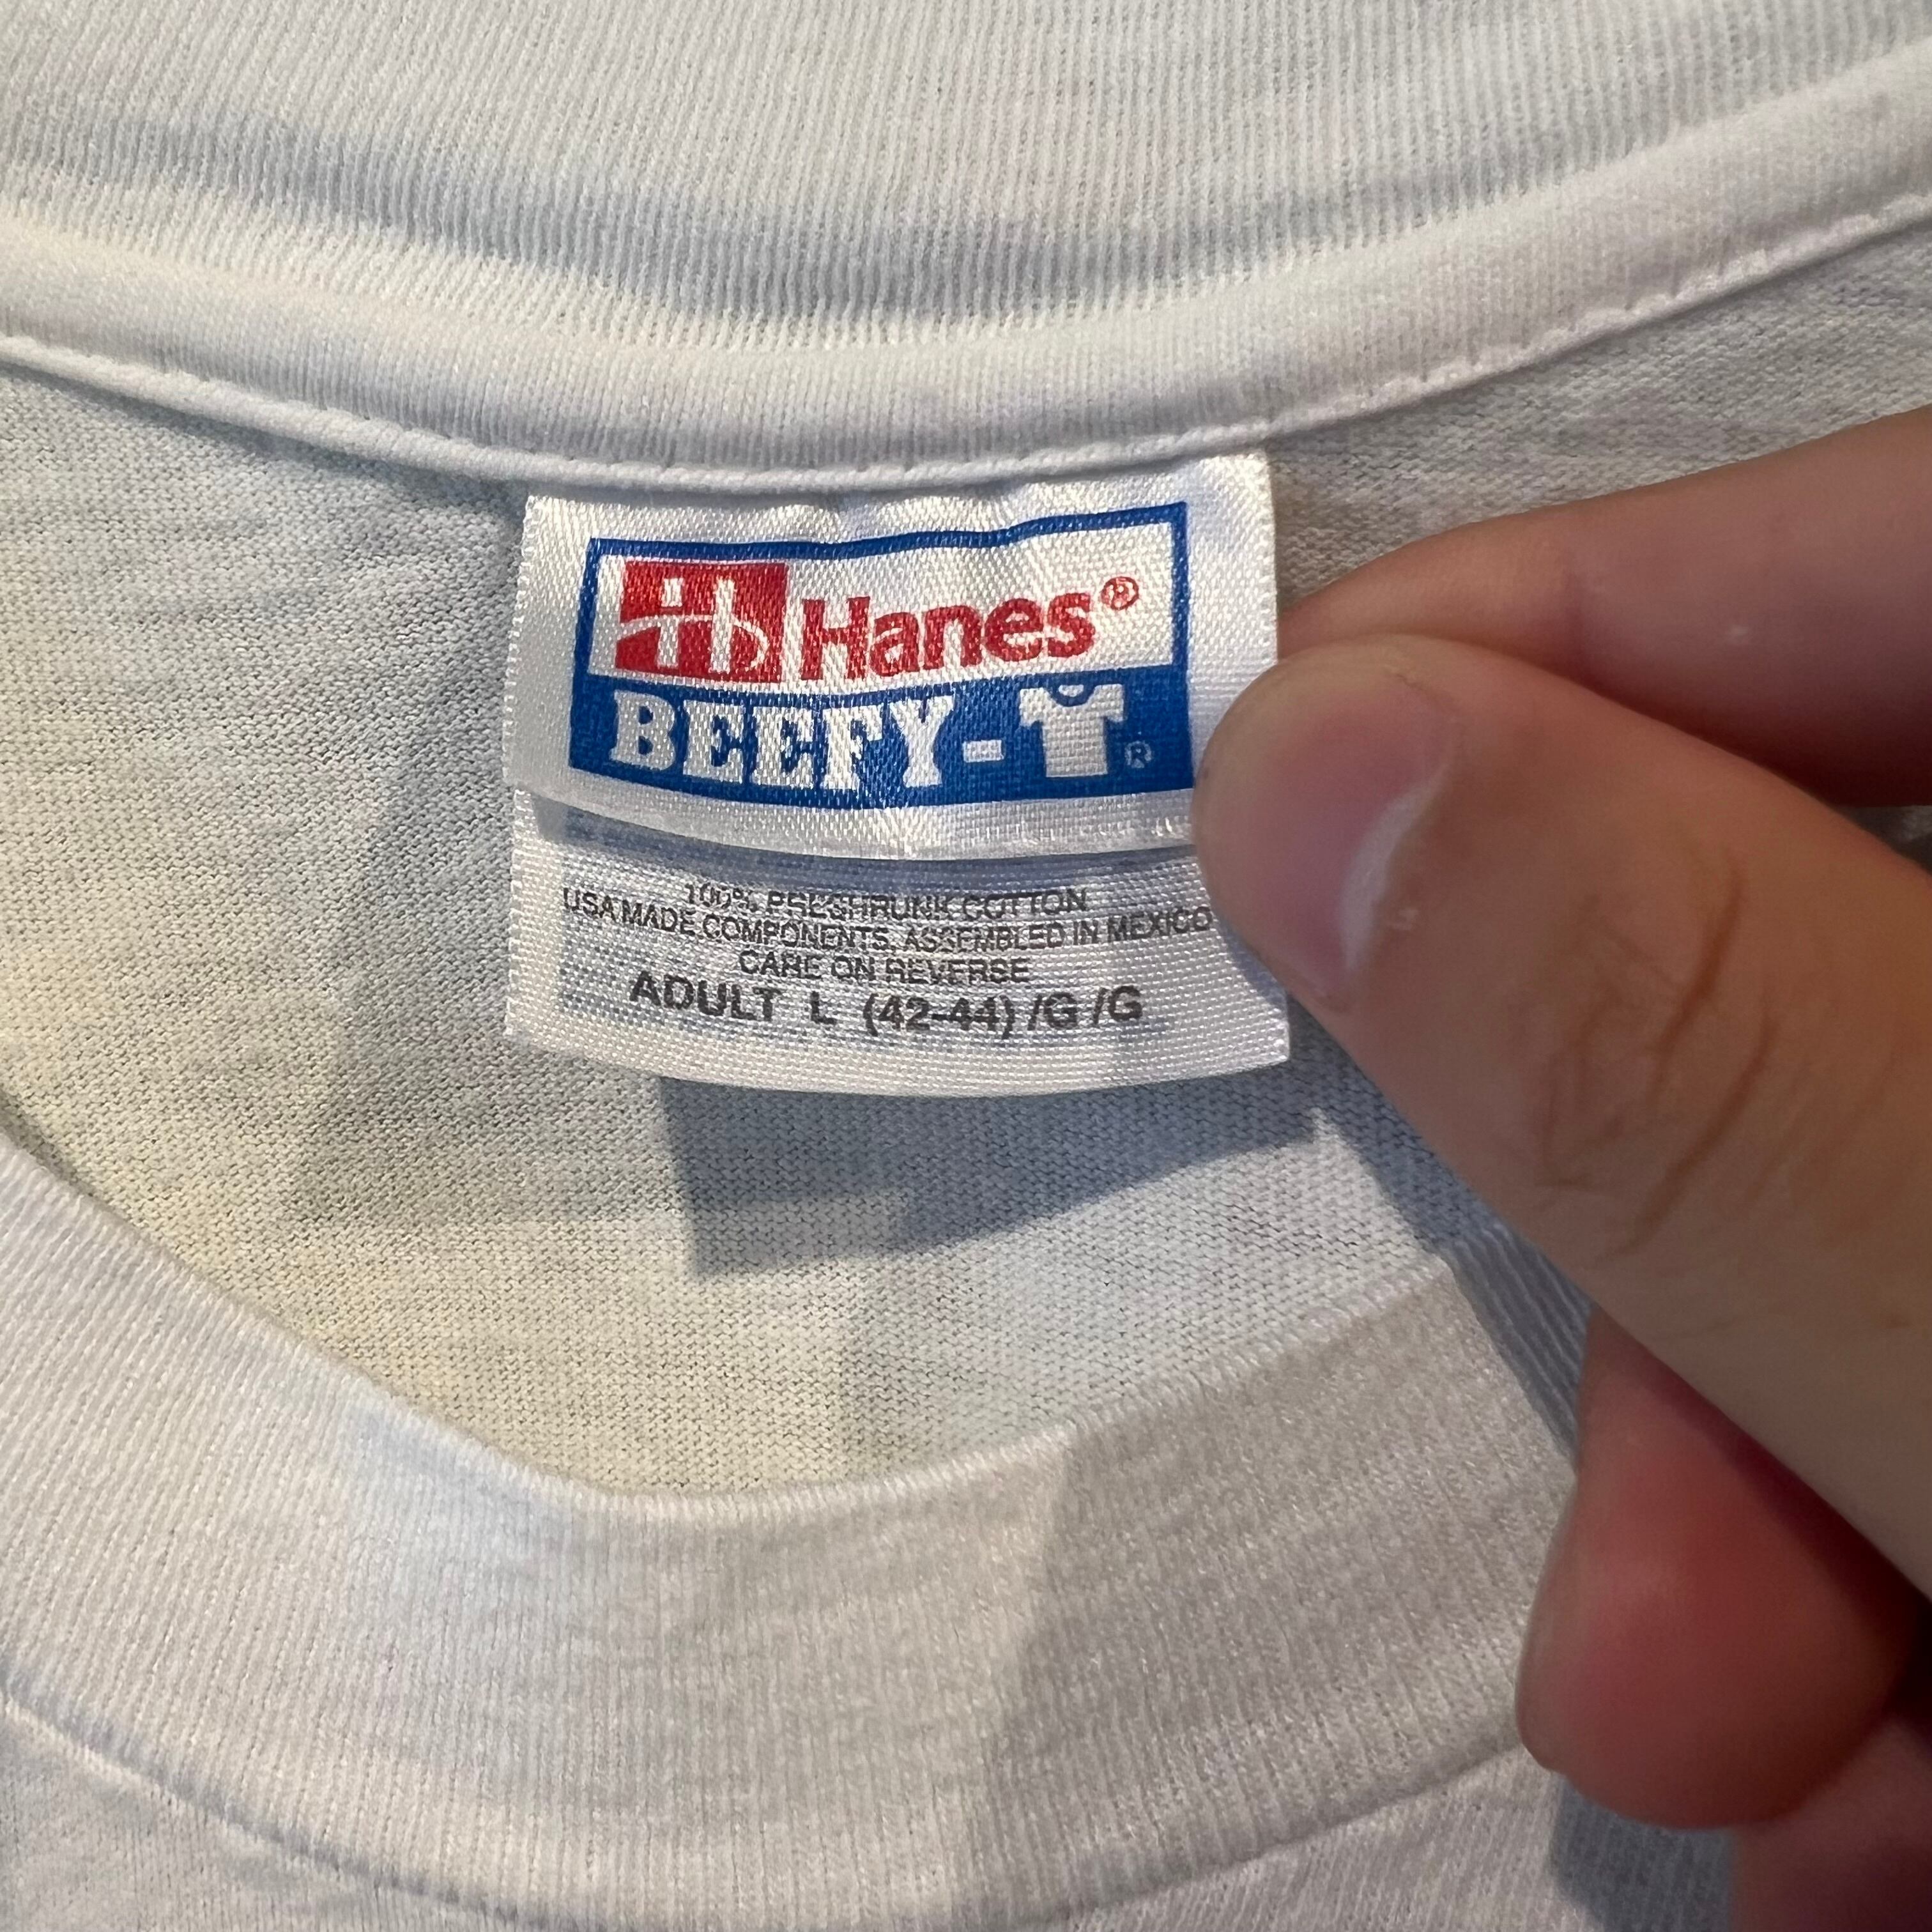 Hanes®
BEEFY-T®
100% PRESHRUNK COTTON
USA MADE COMPONENTS, ASSEMBLED IN MEXICO
CARE ON REVERSE
ADULT L (42-44) /G /G